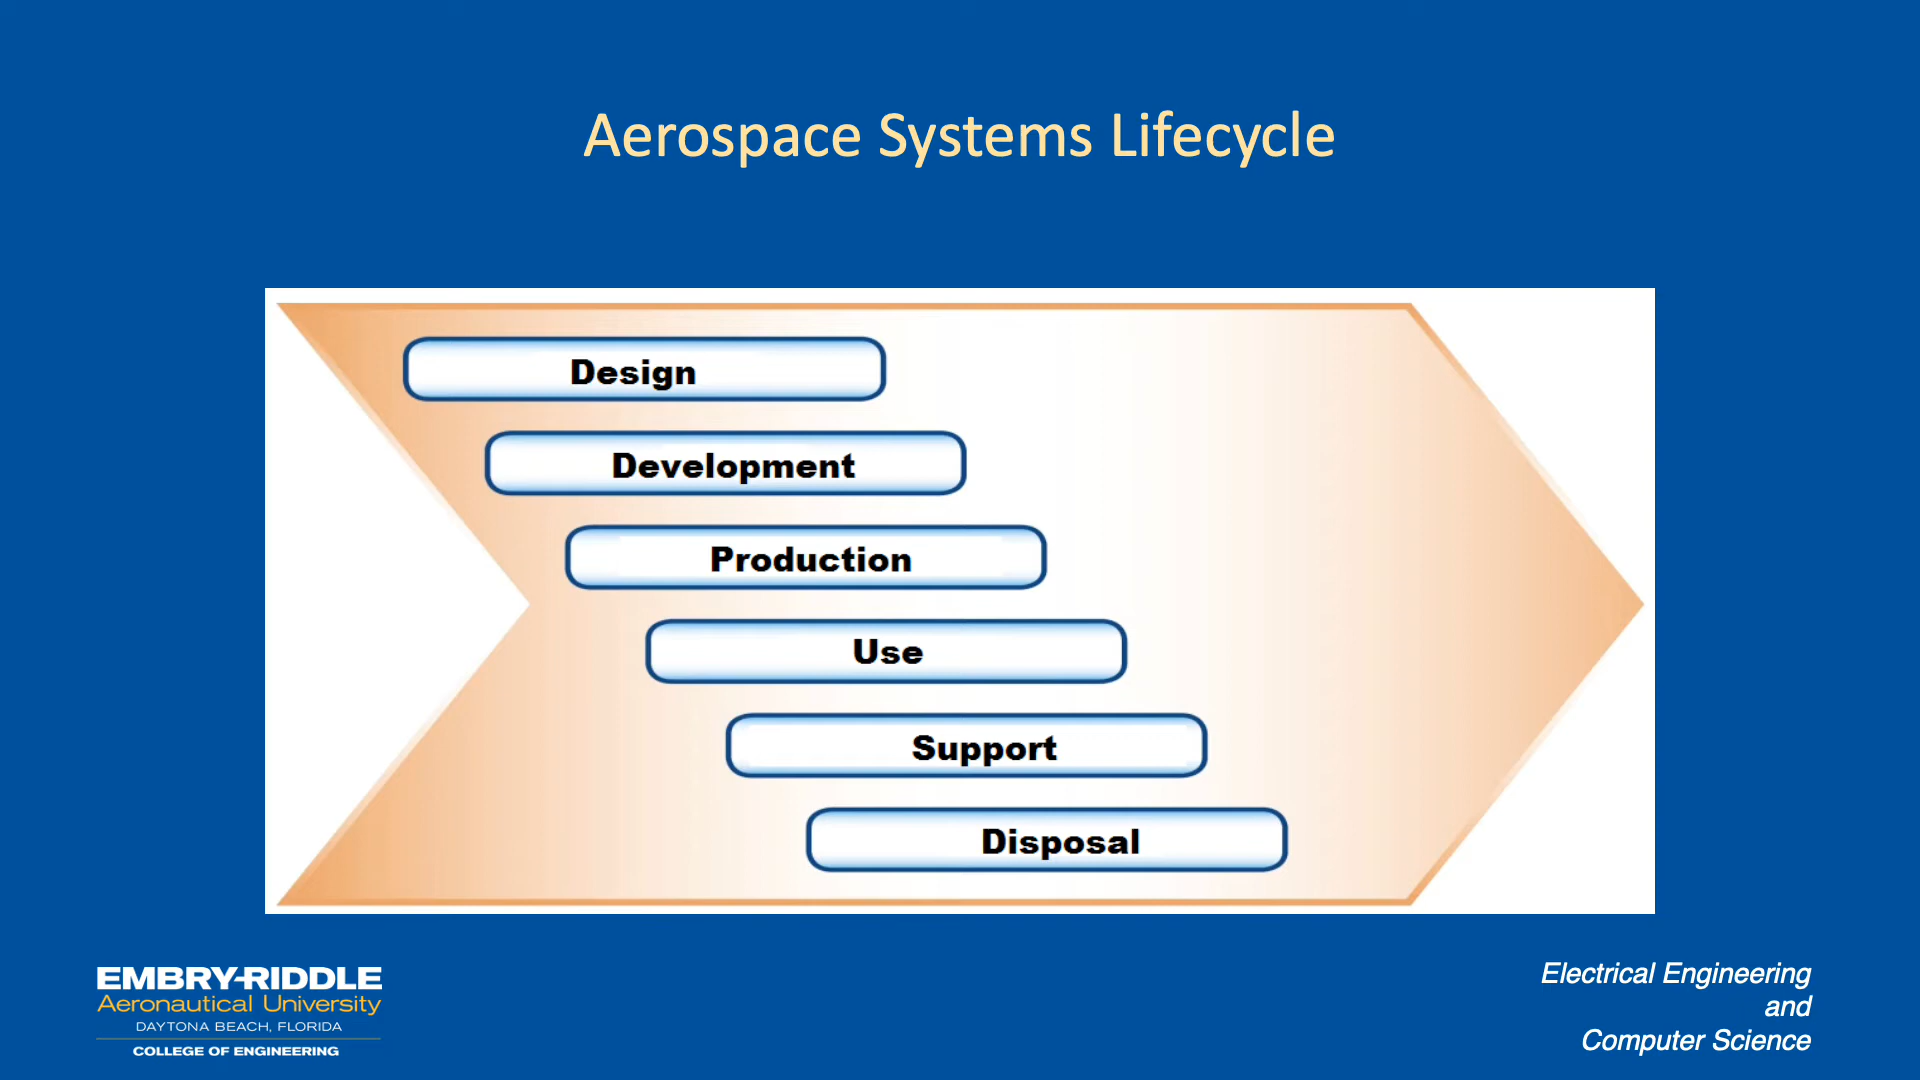 Aerospace Systems Lifecycle
Design
Development
Production
Use
Support
Disposal
EMBRY-RIDDLE
Aeronautical University
DAYTONA BEACH, FLORIDA
COLLEGE OF ENGINEERING
Electrical Engineering
and
Computer Science